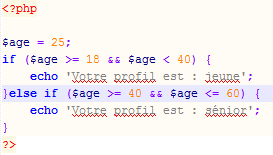 <?php
$age = 25;
if ($age >= 18 && $age < 40) {
    echo 'Votre profil est : jeune';
}else if ($age >= 40 && $age <= 60) {
    echo 'Votre profil est : sénior';
}
?>